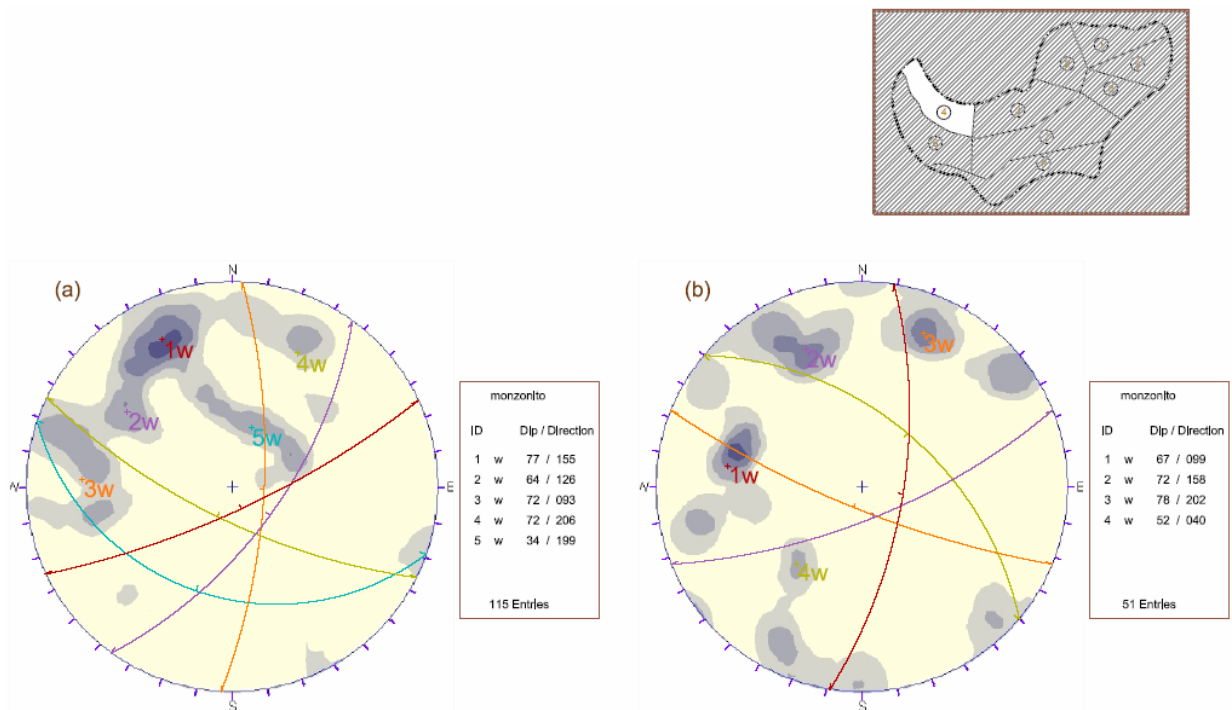 4
(a)
N
1w
4w
2w
5w
3w
W
E
S
monzonito
ID Dip / Direction
1 w 77 / 155
2 w 64 / 126
3 w 72 / 093
4 w 72 / 206
5 w 34 / 199
115 Entries
(b)
N
3w
2w
1w
4w
W
E
S
monzonito
ID Dip / Direction
1 w 67 / 099
2 w 72 / 158
3 w 78 / 202
4 w 52 / 040
51 Entries